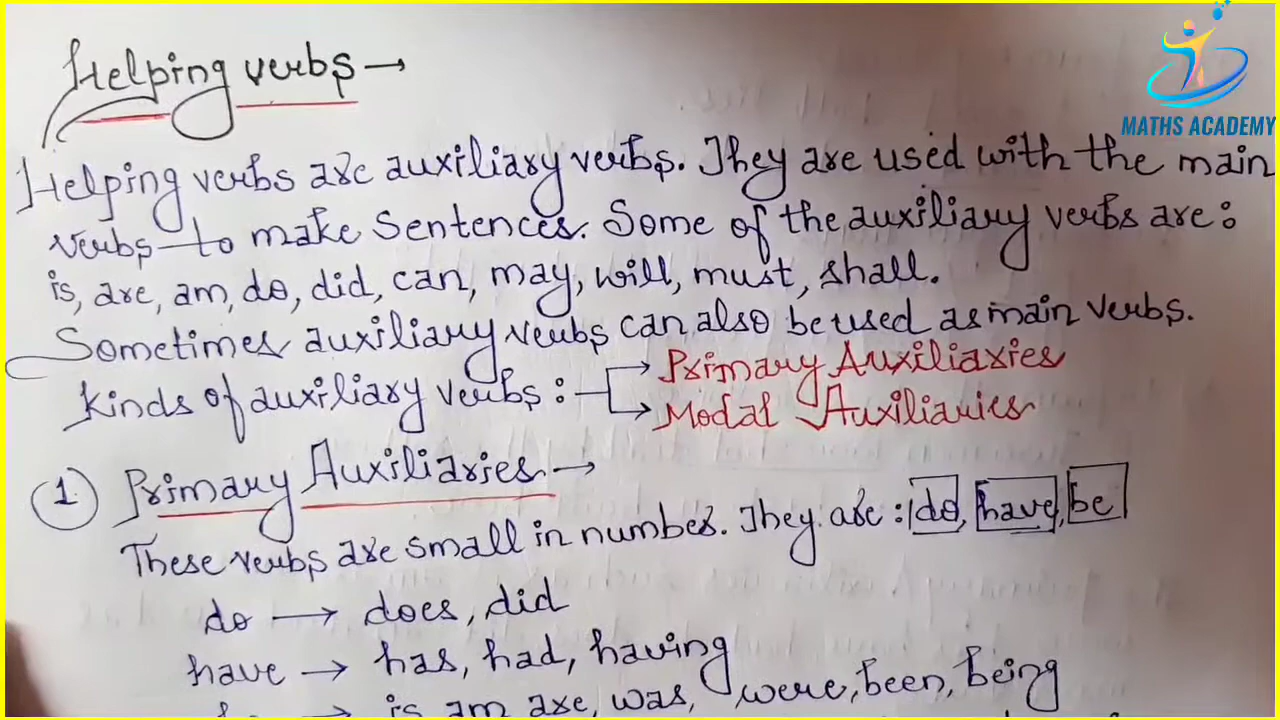 Helping verbs →
MATHS ACADEMY
Helping verbs are auxiliary verbs. They are used with the main
verbs to make Sentences. Some of the auxiliary verbs are:
is, are, am, do, did, can, may, will, must, shall.
Sometimes auxiliary verbs can also be used as main verbs.
Kinds of auxiliary verbs : → Primary Auxiliaries
→ Modal Auxiliaries
1. Primary Auxiliaries →
These verbs are small in number. They are : do, have, be
do → does, did
have → has, had, having
be → is am are, was, were, been, being